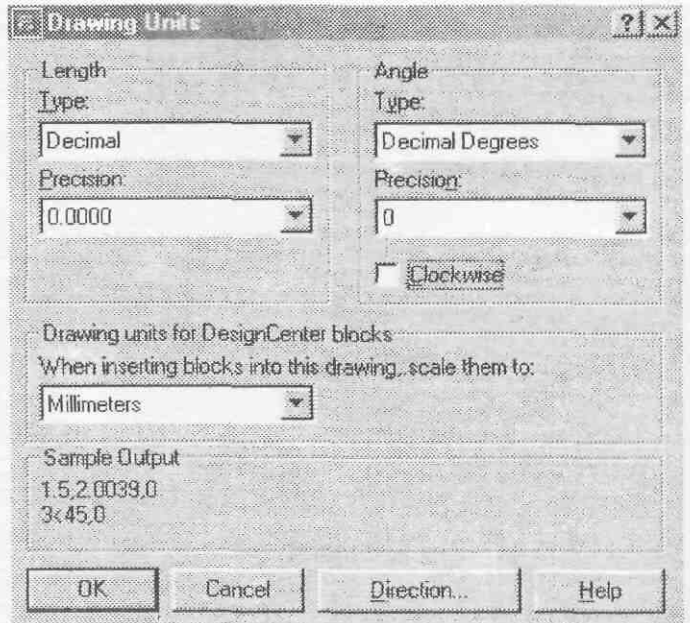 Drawing Units
Length
Type:
Decimal
Precision:
0.0000
Angle
Type:
Decimal Degrees
Precision:
0
Clockwise
Drawing units for DesignCenter blocks
When inserting blocks into this drawing, scale them to:
Millimeters
Sample Output
1.5,2.0039,0
3<45,0
OK
Cancel
Direction...
Help